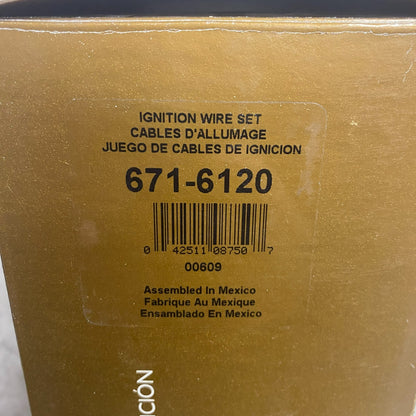 IGNITION WIRE SET
CABLES D'ALLUMAGE
JUEGO DE CABLES DE IGNICION
671-6120
0 42511 08750 7
00609
Assembled In Mexico
Fabrique Au Mexique
Ensamblado En Mexico
CIÓN